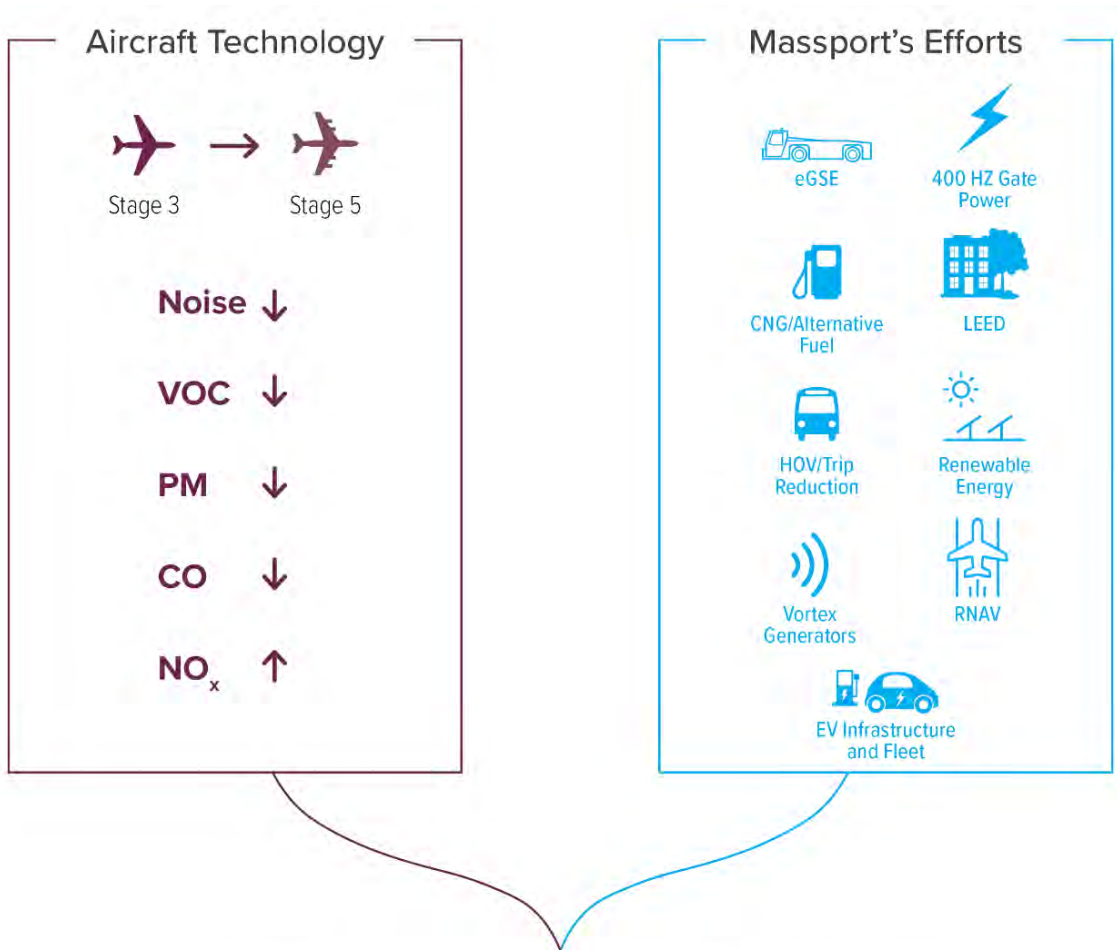 Aircraft Technology
Stage 3
Stage 5
Noise ↓
VOC ↓
PM ↓
CO ↓
NOx ↑
Massport's Efforts
eGSE
400 HZ Gate
Power
CNG/Alternative
Fuel
LEED
HOV/Trip
Reduction
Renewable
Energy
Vortex
Generators
RNAV
EV Infrastructure
and Fleet